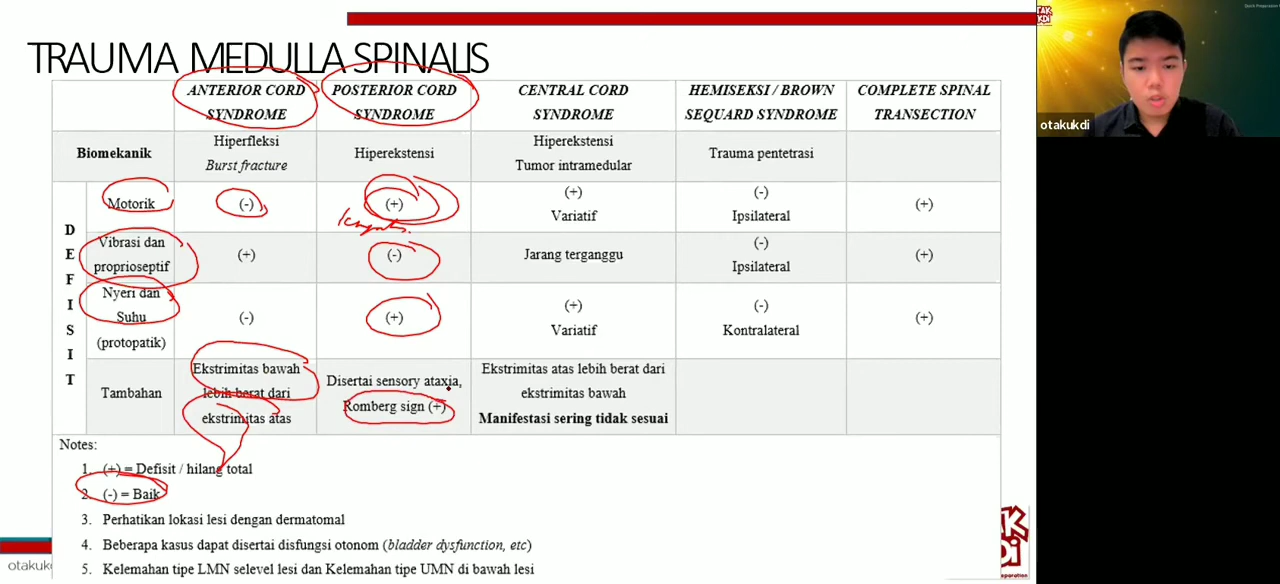 TRAUMA MEDULLA SPINALIS
ANTERIOR CORD SYNDROME
POSTERIOR CORD SYNDROME
CENTRAL CORD SYNDROME
HEMISEKSI / BROWN SEQUARD SYNDROME
COMPLETE SPINAL TRANSECTION
Biomekanik
Hiperfleksi
Burst fracture
Hiperekstensi
Hiperekstensi
Tumor intramedular
Trauma pentetrasi
DEFISIT
Motorik
(-)
(+)
(+)
Variatif
(-)
Ipsilateral
(+)
Vibrasi dan
proprioseptif
(+)
(-)
Jarang terganggu
(-)
Ipsilateral
(+)
Nyeri dan
Suhu
(protopatik)
(-)
(+)
(+)
Variatif
(-)
Kontralateral
(+)
Tambahan
Ekstrimitas bawah
lebih berat dari
ekstrimitas atas
Disertai sensory ataxia,
Romberg sign (+)
Ekstrimitas atas lebih berat dari
ekstrimitas bawah
Manifestasi sering tidak sesuai
Notes:
1. (+) = Defisit / hilang total
2. (-) = Baik
3. Perhatikan lokasi lesi dengan dermatomal
4. Beberapa kasus dapat disertai disfungsi otonom (bladder dysfunction, etc)
5. Kelemahan tipe LMN selevel lesi dan Kelemahan tipe UMN di bawah lesi
otakukdi